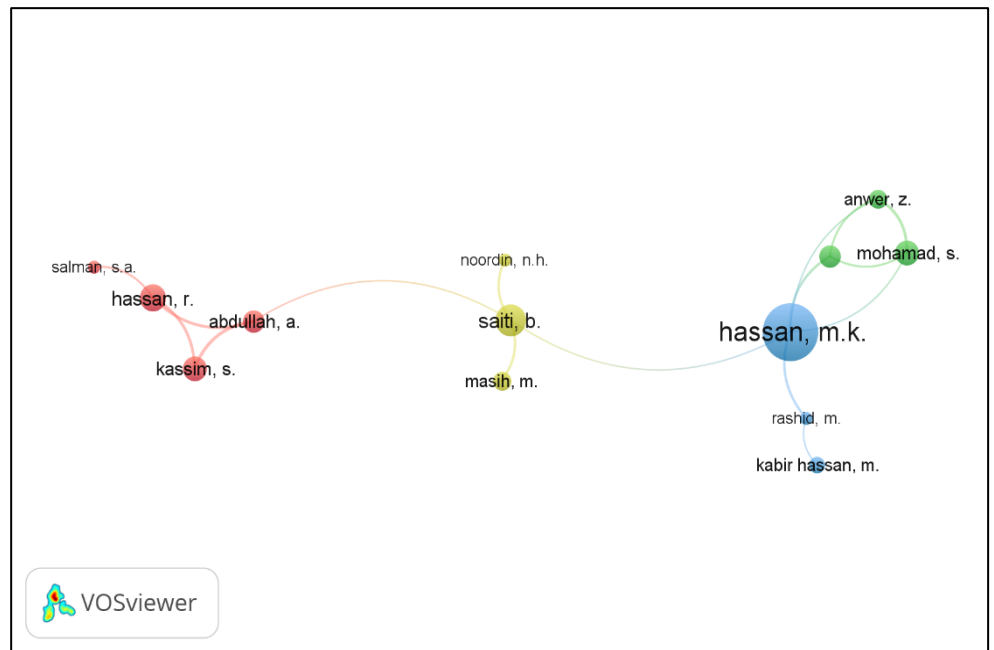 anwer, z.
mohamad, s.
noordin, n.h.
salman, s.a.
hassan, r.
abdullah, a.
saiti, b.
hassan, m.k.
kassim, s.
masih, m.
rashid, m.
kabir hassan, m.
VOSviewer